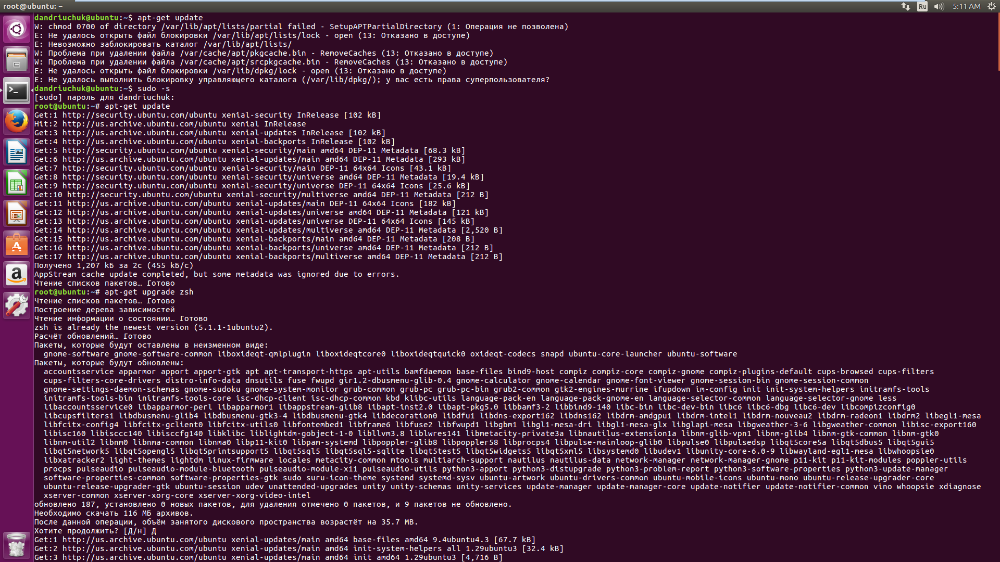 root@ubuntu: ~
Ru
5:11 AM
dandriuchuk@ubuntu:~$ apt-get update
W: chmod 0700 of directory /var/lib/apt/lists/partial failed - SetupAPTPartialDirectory (1: Операция не позволена)
E: Не удалось открыть файл блокировки /var/lib/apt/lists/lock - open (13: Отказано в доступе)
E: Невозможно заблокировать каталог /var/lib/apt/lists/
W: Проблема при удалении файла /var/cache/apt/pkgcache.bin - RemoveCaches (13: Отказано в доступе)
W: Проблема при удалении файла /var/cache/apt/srcpkgcache.bin - RemoveCaches (13: Отказано в доступе)
E: Не удалось открыть файл блокировки /var/lib/dpkg/lock - open (13: Отказано в доступе)
E: Не удалось выполнить блокировку управляющего каталога (/var/lib/dpkg/); у вас есть права суперпользователя?
dandriuchuk@ubuntu:~$ sudo -s
[sudo] пароль для dandriuchuk:
root@ubuntu:~# apt-get update
Get:1 http://security.ubuntu.com/ubuntu xenial-security InRelease [102 kB]
Hit:2 http://us.archive.ubuntu.com/ubuntu xenial InRelease
Get:3 http://us.archive.ubuntu.com/ubuntu xenial-updates InRelease [102 kB]
Get:4 http://us.archive.ubuntu.com/ubuntu xenial-backports InRelease [102 kB]
Get:5 http://security.ubuntu.com/ubuntu xenial-security/main amd64 DEP-11 Metadata [68.3 kB]
Get:6 http://us.archive.ubuntu.com/ubuntu xenial-updates/main amd64 DEP-11 Metadata [293 kB]
Get:7 http://security.ubuntu.com/ubuntu xenial-security/main DEP-11 64x64 Icons [43.1 kB]
Get:8 http://security.ubuntu.com/ubuntu xenial-security/universe amd64 DEP-11 Metadata [19.4 kB]
Get:9 http://security.ubuntu.com/ubuntu xenial-security/universe DEP-11 64x64 Icons [25.6 kB]
Get:10 http://security.ubuntu.com/ubuntu xenial-security/multiverse amd64 DEP-11 Metadata [212 B]
Get:11 http://us.archive.ubuntu.com/ubuntu xenial-updates/main DEP-11 64x64 Icons [182 kB]
Get:12 http://us.archive.ubuntu.com/ubuntu xenial-updates/universe amd64 DEP-11 Metadata [121 kB]
Get:13 http://us.archive.ubuntu.com/ubuntu xenial-updates/universe DEP-11 64x64 Icons [145 kB]
Get:14 http://us.archive.ubuntu.com/ubuntu xenial-updates/multiverse amd64 DEP-11 Metadata [2,520 B]
Get:15 http://us.archive.ubuntu.com/ubuntu xenial-backports/main amd64 DEP-11 Metadata [208 B]
Get:16 http://us.archive.ubuntu.com/ubuntu xenial-backports/universe amd64 DEP-11 Metadata [212 B]
Get:17 http://us.archive.ubuntu.com/ubuntu xenial-backports/multiverse amd64 DEP-11 Metadata [212 B]
Получено 1,207 kБ за 2с (455 kБ/c)
AppStream cache update completed, but some metadata was ignored due to errors.
Чтение списков пакетов… Готово
root@ubuntu:~# apt-get upgrade zsh
Чтение списков пакетов… Готово
Построение дерева зависимостей
Чтение информации о состоянии… Готово
zsh is already the newest version (5.1.1-1ubuntu2).
Расчёт обновлений… Готово
Пакеты, которые будут оставлены в неизменном виде:
gnome-software gnome-software-common liboxideqt-qmlplugin liboxideqtcore0 liboxideqtquick0 oxideqt-codecs snapd ubuntu-core-launcher ubuntu-software
Пакеты, которые будут обновлены:
accountsservice apparmor apport apport-gtk apt apt-transport-https apt-utils bamfdaemon base-files bind9-host compiz compiz-core compiz-gnome compiz-plugins-default cups-browsed cups-filters
cups-filters-core-drivers distro-info-data dnsutils fuse fwupd gir1.2-dbusmenu-glib-0.4 gnome-calculator gnome-calendar gnome-font-viewer gnome-session-bin gnome-session-common
gnome-settings-daemon-schemas gnome-sudoku gnome-system-monitor grub-common grub-pc grub-pc-bin grub2-common gtk2-engines-murrine ifupdown im-config init init-system-helpers initramfs-tools
initramfs-tools-bin initramfs-tools-core isc-dhcp-client isc-dhcp-common kbd klibc-utils language-pack-en language-pack-gnome-en language-selector-common language-selector-gnome less
libaccountsservice0 libapparmor-perl libapparmor1 libappstream-glib8 libapt-inst2.0 libapt-pkg5.0 libbamf3-2 libbind9-140 libc-bin libc-dev-bin libc6 libc6-dbg libc6-dev libcompizconfig0
libcupsfilters1 libdbusmenu-glib4 libdbusmenu-gtk3-4 libdbusmenu-gtk4 libdecoration0 libdfu1 libdns-export162 libdns162 libdrm-amdgpu1 libdrm-intel1 libdrm-nouveau2 libdrm-radeon1 libdrm2 libegl1-mesa
libfcitx-config4 libfcitx-gclient0 libfcitx-utils0 libfontembed1 libframe6 libfuse2 libfwupd1 libgbm1 libgl1-mesa-dri libgl1-mesa-glx libglapi-mesa libgweather-3-6 libgweather-common libisc-export160
libisc160 libisccc140 libisccfg140 libklibc liblightdm-gobject-1-0 libllvm3.8 liblwres141 libmetacity-private3a libnautilus-extension1a libnm-glib-vpn1 libnm-glib4 libnm-gtk-common libnm-gtk0
libnm-util2 libnm0 libnma-common libnma0 libp11-kit0 libpam-systemd libpoppler-glib8 libpoppler58 libprocps4 libpulse-mainloop-glib0 libpulse0 libpulsedsp libqt5core5a libqt5dbus5 libqt5gui5
libqt5network5 libqt5opengl5 libqt5printsupport5 libqt5sql5 libqt5sql5-sqlite libqt5test5 libqt5widgets5 libqt5xml5 libsystemd0 libudev1 libunity-core-6.0-9 libwayland-egl1-mesa libwhoopsie0
libxatracker2 light-themes lightdm linux-firmware locales metacity-common mtools multiarch-support nautilus nautilus-data network-manager network-manager-gnome p11-kit p11-kit-modules poppler-utils
procps pulseaudio pulseaudio-module-bluetooth pulseaudio-module-x11 pulseaudio-utils python3-apport python3-distupgrade python3-problem-report python3-software-properties python3-update-manager
software-properties-common software-properties-gtk sudo suru-icon-theme systemd systemd-sysv ubuntu-artwork ubuntu-drivers-common ubuntu-mobile-icons ubuntu-mono ubuntu-release-upgrader-core
ubuntu-release-upgrader-gtk ubuntu-session udev unattended-upgrades unity unity-schemas unity-services update-manager update-manager-core update-notifier update-notifier-common vino whoopsie xdiagnose
xserver-common xserver-xorg-core xserver-xorg-video-intel
обновлено 187, установлено 0 новых пакетов, для удаления отмечено 0 пакетов, и 9 пакетов не обновлено.
Необходимо скачать 116 МБ архивов.
После данной операции, объём занятого дискового пространства возрастёт на 35.7 MB.
Хотите продолжить? [Д/н] Д
Get:1 http://us.archive.ubuntu.com/ubuntu xenial-updates/main amd64 base-files amd64 9.4ubuntu4.3 [67.7 kB]
Get:2 http://us.archive.ubuntu.com/ubuntu xenial-updates/main amd64 init-system-helpers all 1.29ubuntu3 [32.4 kB]
Get:3 http://us.archive.ubuntu.com/ubuntu xenial-updates/main amd64 init amd64 1.29ubuntu3 [4,716 B]